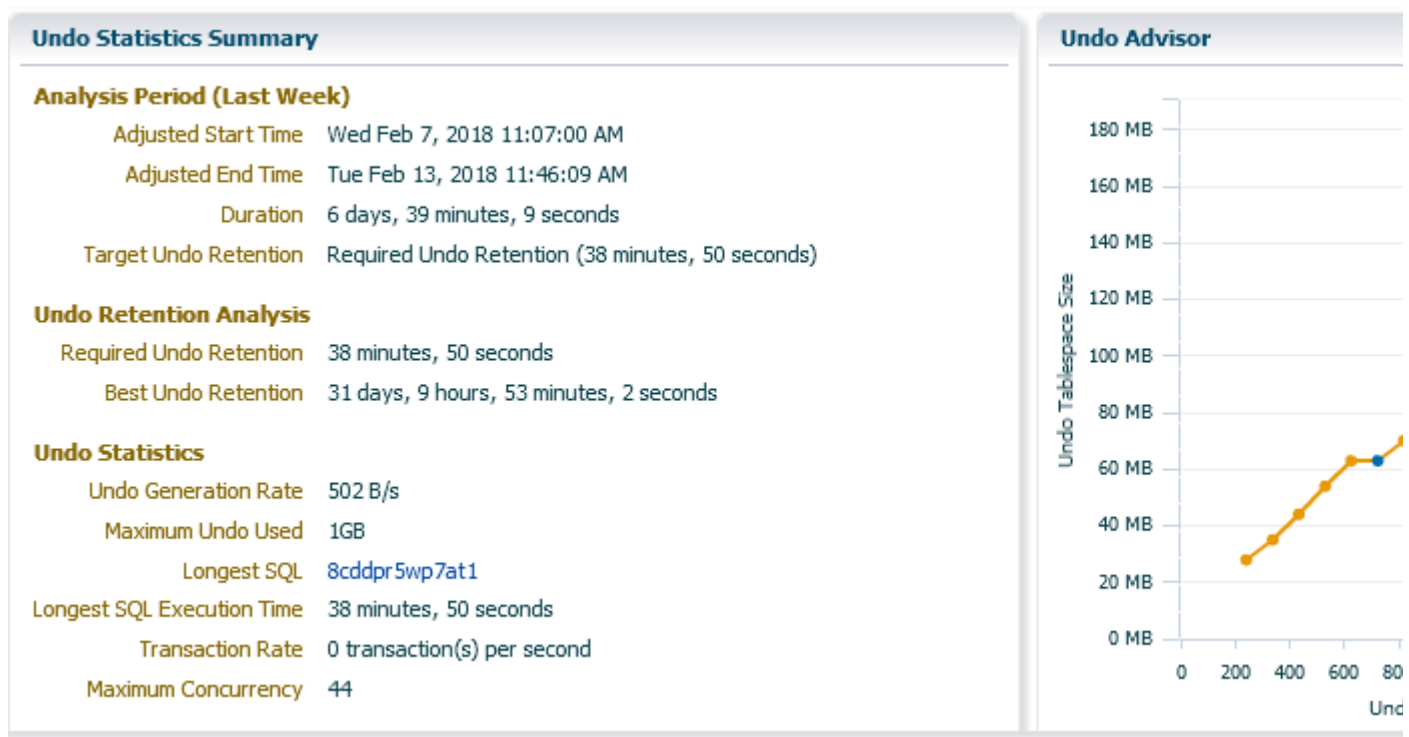 Undo Statistics Summary
Analysis Period (Last Week)
Adjusted Start Time Wed Feb 7, 2018 11:07:00 AM
Adjusted End Time Tue Feb 13, 2018 11:46:09 AM
Duration 6 days, 39 minutes, 9 seconds
Target Undo Retention Required Undo Retention (38 minutes, 50 seconds)
Undo Retention Analysis
Required Undo Retention 38 minutes, 50 seconds
Best Undo Retention 31 days, 9 hours, 53 minutes, 2 seconds
Undo Statistics
Undo Generation Rate 502 B/s
Maximum Undo Used 1GB
Longest SQL 8cddpr5wp7at1
Longest SQL Execution Time 38 minutes, 50 seconds
Transaction Rate 0 transaction(s) per second
Maximum Concurrency 44
Undo Advisor
Undo Tablespace Size
180 MB
160 MB
140 MB
120 MB
100 MB
80 MB
60 MB
40 MB
20 MB
0 MB
0 200 400 600